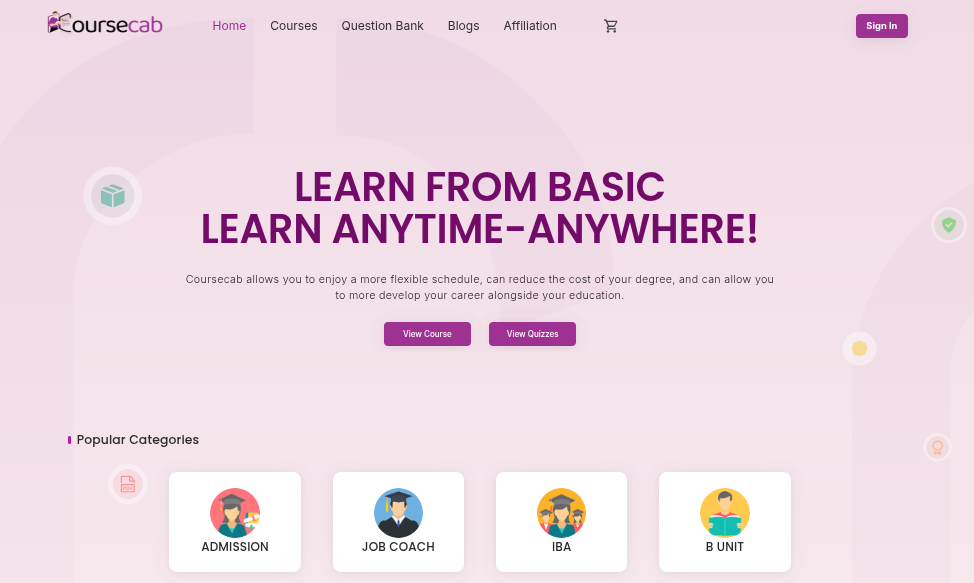 Coursecab
Home Courses Question Bank Blogs Affiliation
Sign In
LEARN FROM BASIC
LEARN ANYTIME-ANYWHERE!
Coursecab allows you to enjoy a more flexible schedule, can reduce the cost of your degree, and can allow you
to more develop your career alongside your education.
View Course View Quizzes
Popular Categories
ADMISSION JOB COACH IBA B UNIT